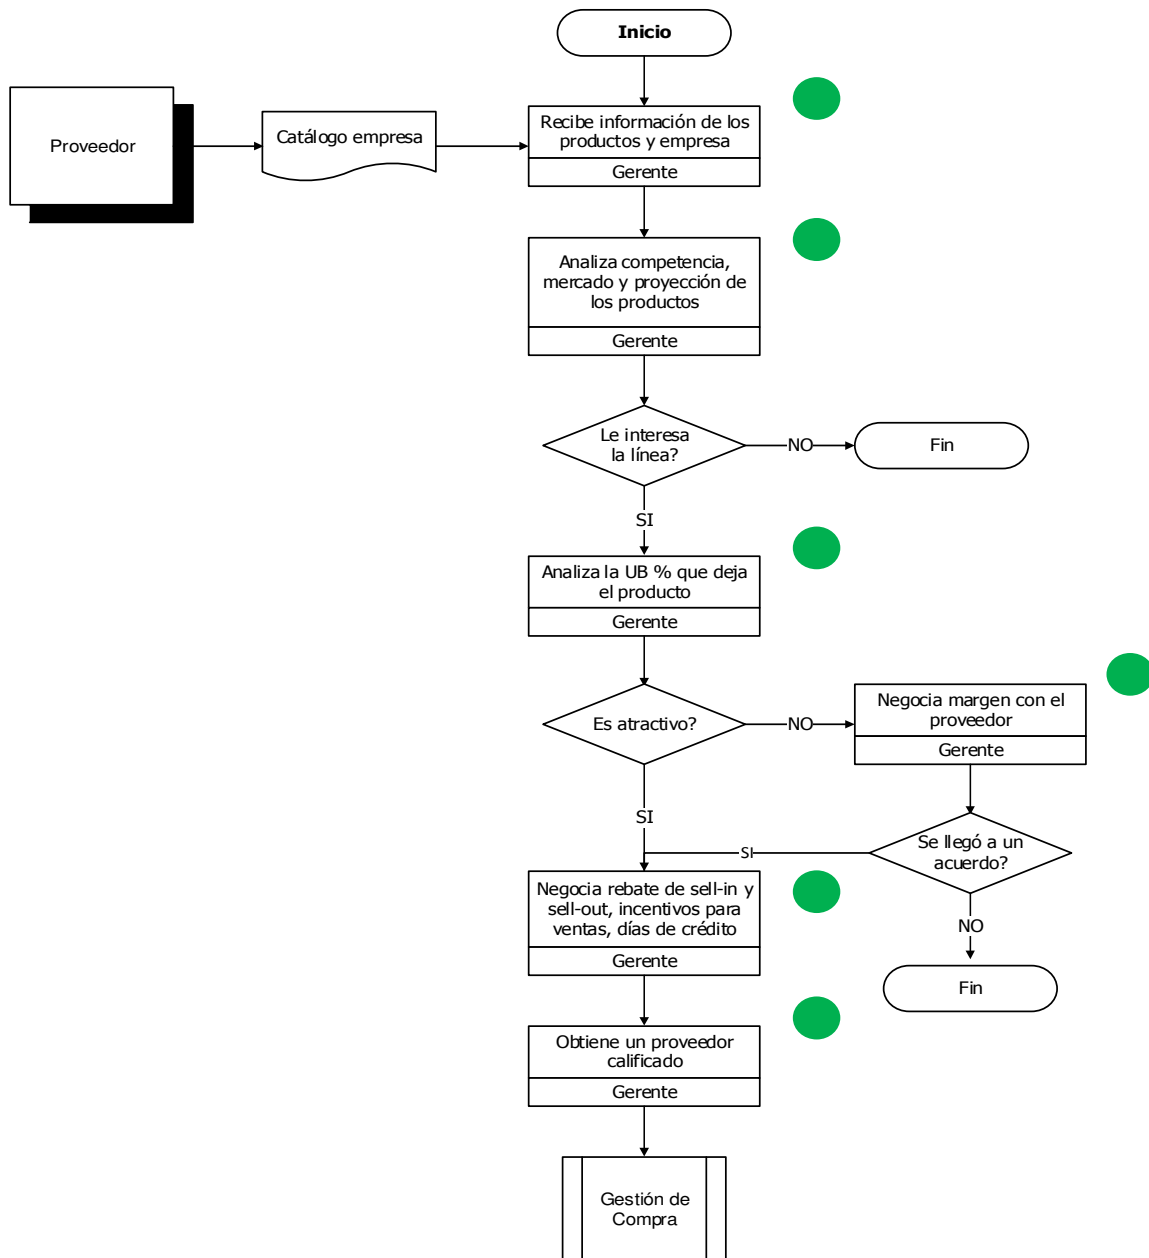 Inicio
Proveedor
Catálogo empresa
Recibe información de los
productos y empresa
Gerente
Analiza competencia,
mercado y proyección de
los productos
Gerente
Le interesa
la línea?
NO
Fin
SI
Analiza la UB % que deja
el producto
Gerente
Es atractivo?
NO
Negocia margen con el
proveedor
Gerente
SI
Se llegó a un
acuerdo?
SI
NO
Fin
Negocia rebate de sell-in y
sell-out, incentivos para
ventas, días de crédito
Gerente
Obtiene un proveedor
calificado
Gerente
Gestión de
Compra